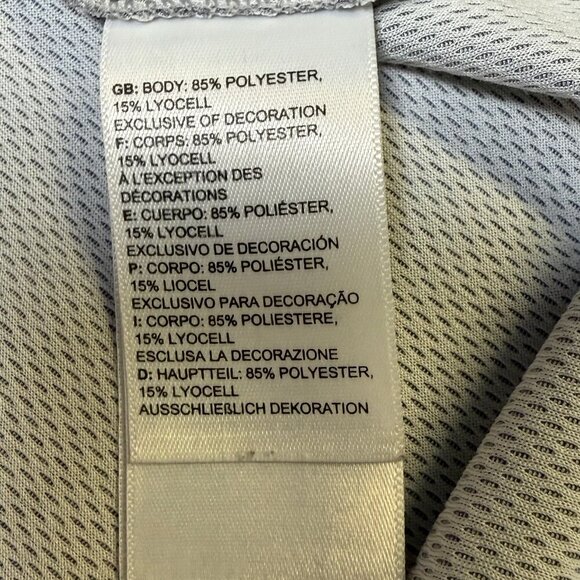 GB: BODY: 85% POLYESTER,
15% LYOCELL
EXCLUSIVE OF DECORATION
F: CORPS: 85% POLYESTER,
15% LYOCELL
À L'EXCEPTION DES
DÉCORATIONS
E: CUERPO: 85% POLIÉSTER,
15% LYOCELL
EXCLUSIVO DE DECORACIÓN
P: CORPO: 85% POLIÉSTER,
15% LIOCEL
EXCLUSIVO PARA DECORAÇÃO
I: CORPO: 85% POLIESTERE,
15% LYOCELL
ESCLUSA LA DECORAZIONE
D: HAUPTTEIL: 85% POLYESTER,
15% LYOCELL
AUSSCHLIEßLICH DEKORATION